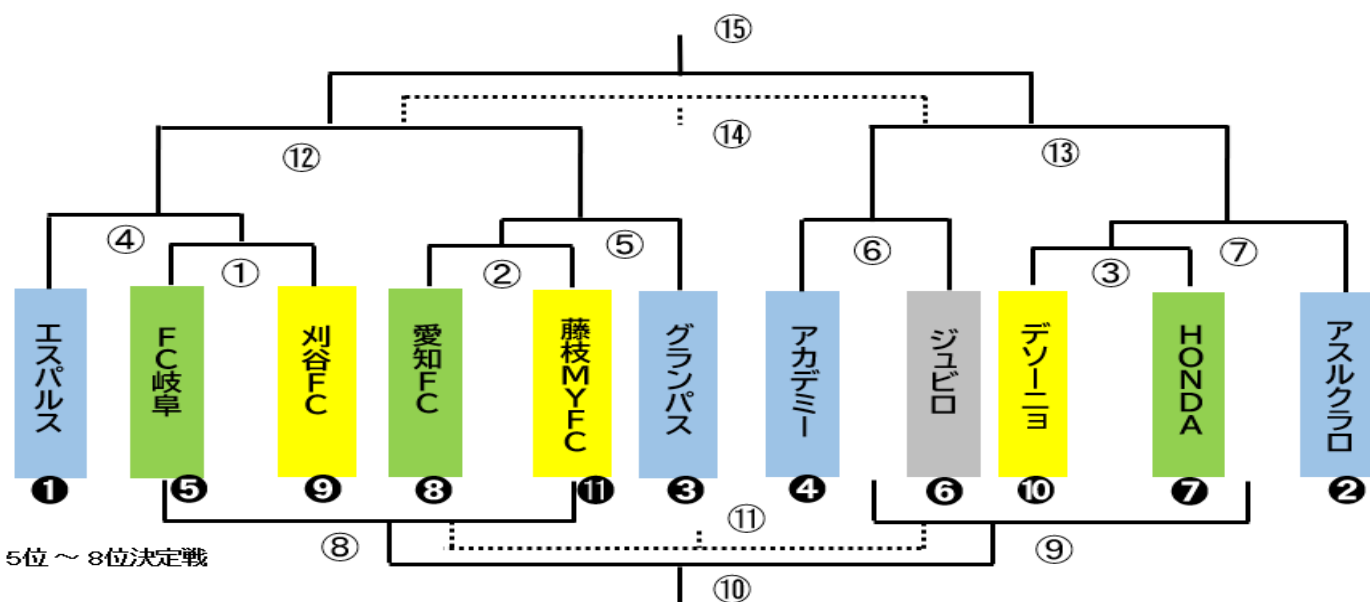 ⑮
⑭
⑫
⑬
④
⑤
⑥
⑦
①
②
③
エスパルス
FC岐阜
刈谷FC
愛知FC
藤枝MYFC
グランパス
アカデミー
ジュビロ
デソーニョ
HONDA
アスルクラロ
❶
❺
❾
❽
⓫
❸
❹
❻
❿
❼
❷
⑪
⑧
⑨
5位 ~ 8位決定戦
⑩